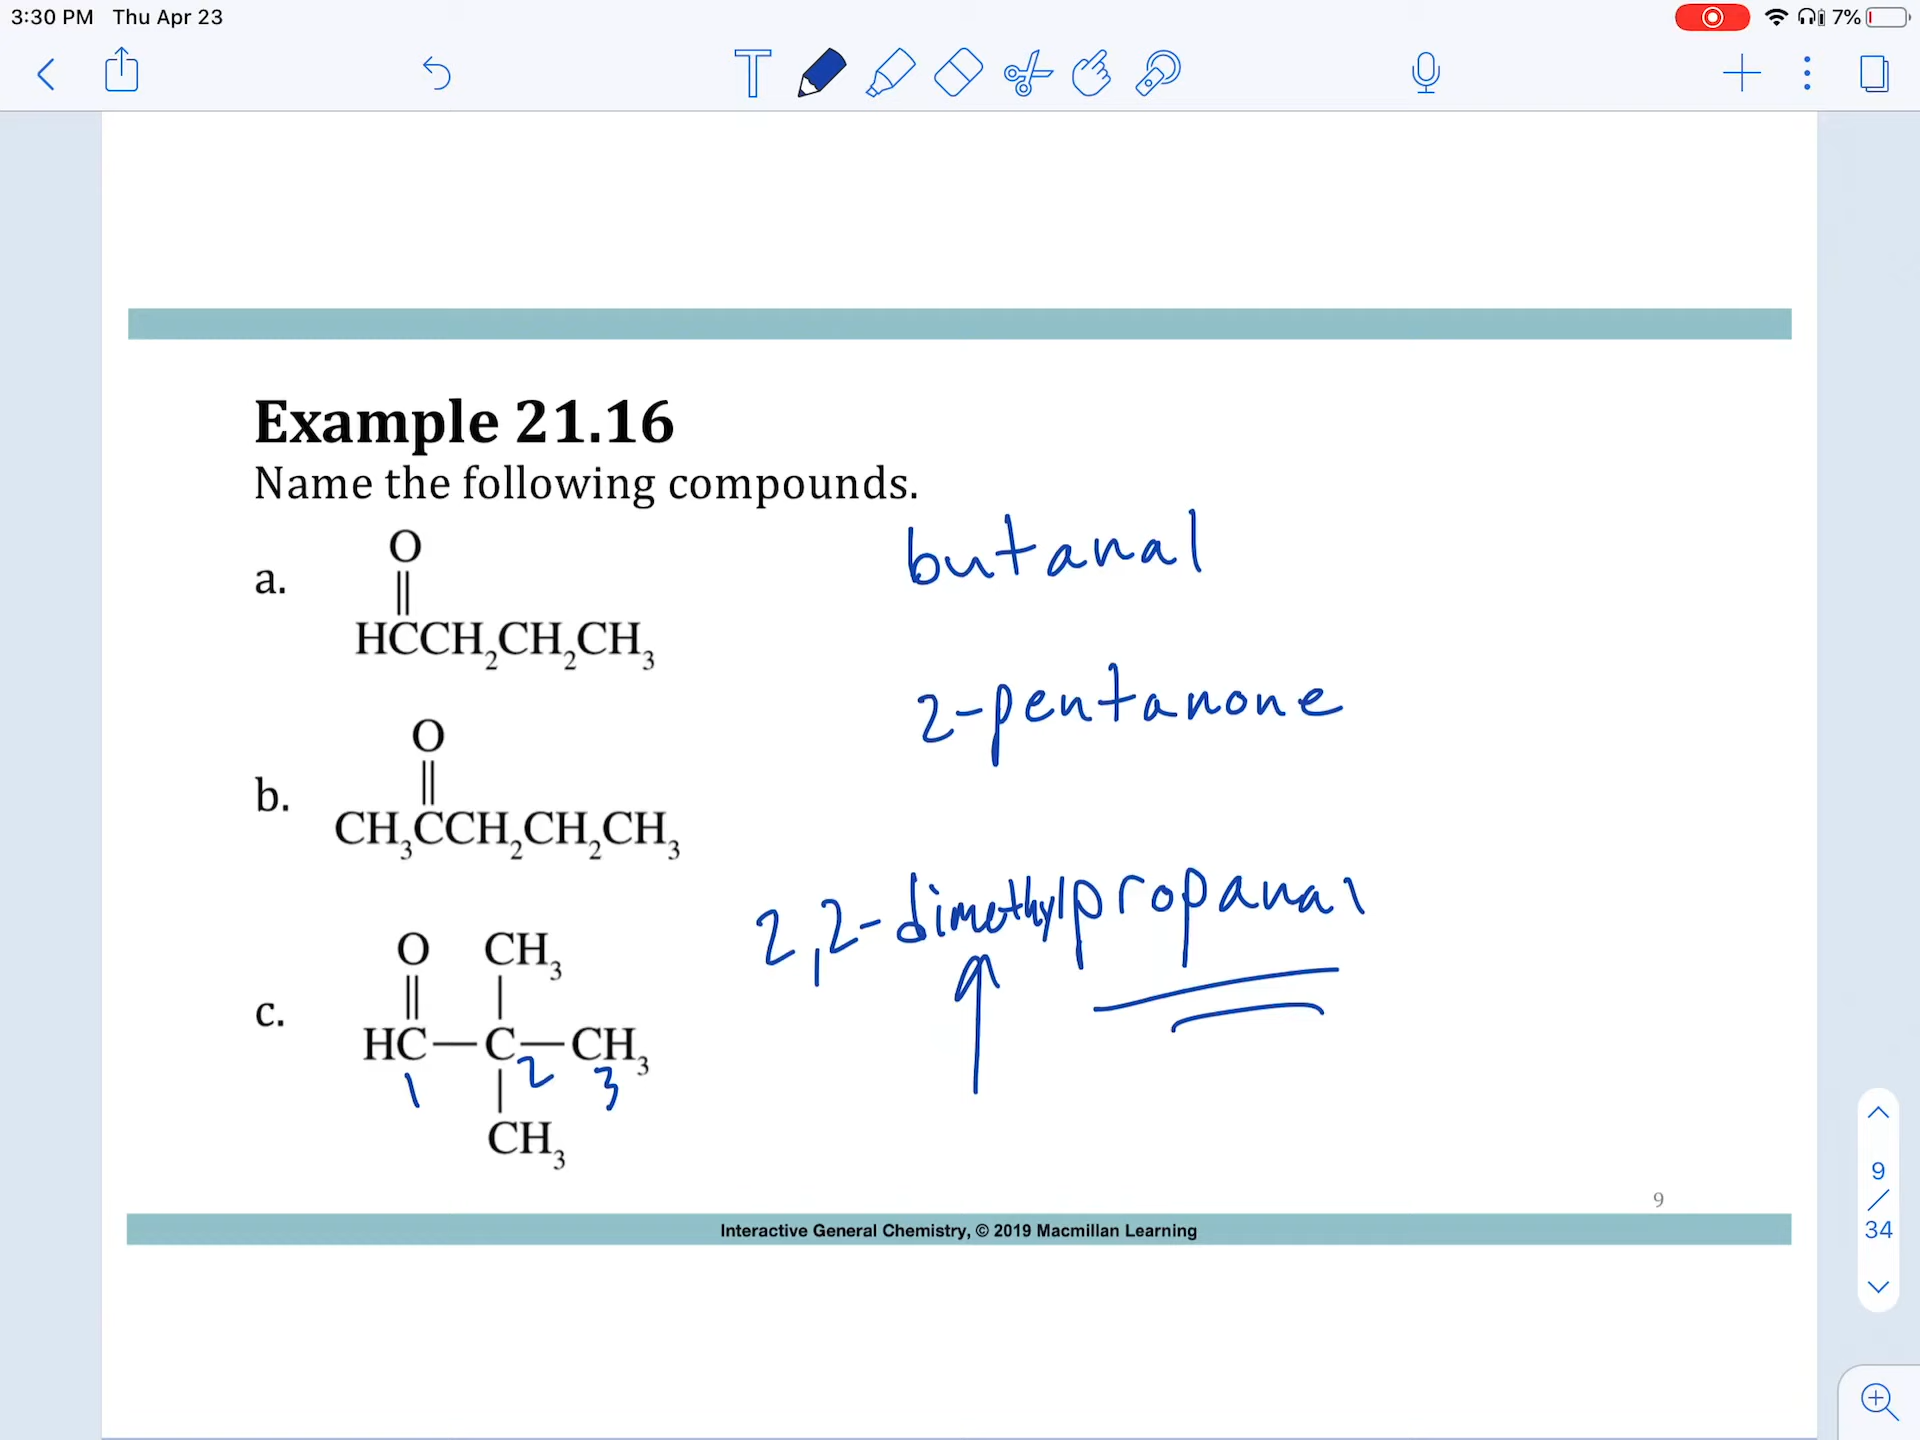 3:30 PM Thu Apr 23 7%
T
Example 21.16
Name the following compounds.
butanal
a.
O
HCCH₂CH₂CH₃
2-pentanone
b.
O
CH₃CCH₂CH₂CH₃
2,2-dimethylpropanal
c.
O CH₃
HC—C—CH₃
1 2 3
CH₃
9
Interactive General Chemistry, © 2019 Macmillan Learning
9
/
34